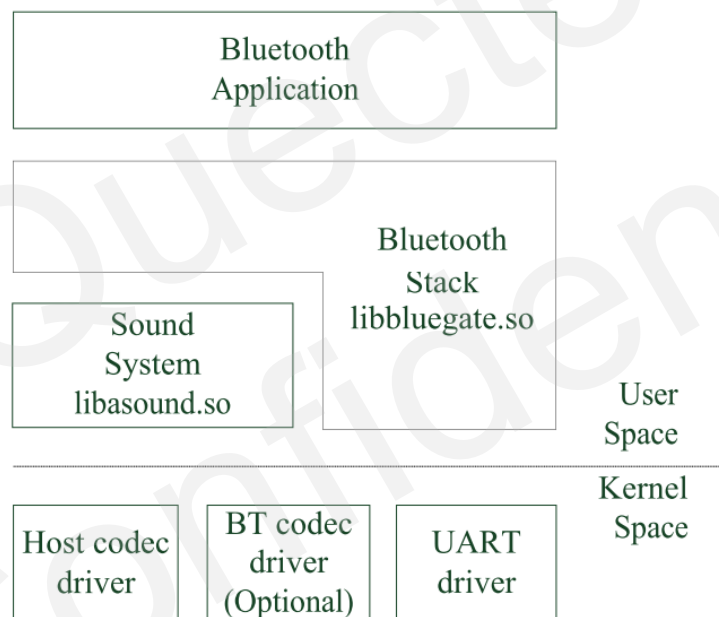 Bluetooth
Application
Bluetooth
Stack
libbluegate.so
Sound
System
libasound.so
User
Space
Kernel
Space
Host codec
driver
BT codec
driver
(Optional)
UART
driver